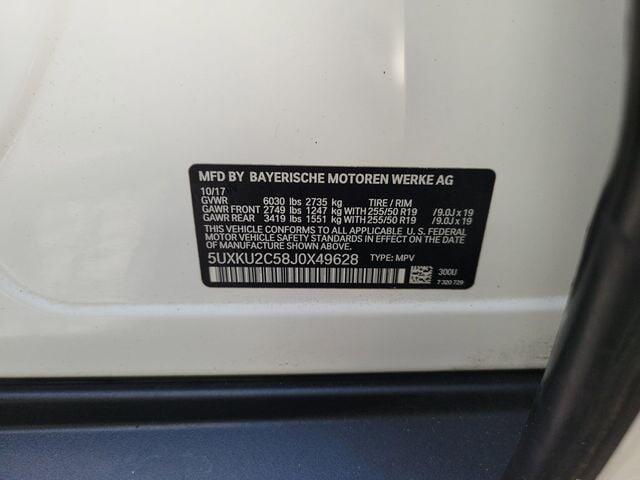 MFD BY BAYERISCHE MOTOREN WERKE AG
10/17
GVWR 6030 lbs 2735 kg TIRE / RIM
GAWR FRONT 2749 lbs 1247 kg WITH 255/50 R19 /9.0J x 19
GAWR REAR 3419 lbs 1551 kg WITH 255/50 R19 /9.0J x 19
THIS VEHICLE CONFORMS TO ALL APPLICABLE U. S. FEDERAL
MOTOR VEHICLE SAFETY STANDARDS IN EFFECT ON THE DATE
OF MANUFACTURE SHOWN ABOVE.
5UXKU2C58J0X49628 TYPE: MPV
300U
7 320 729